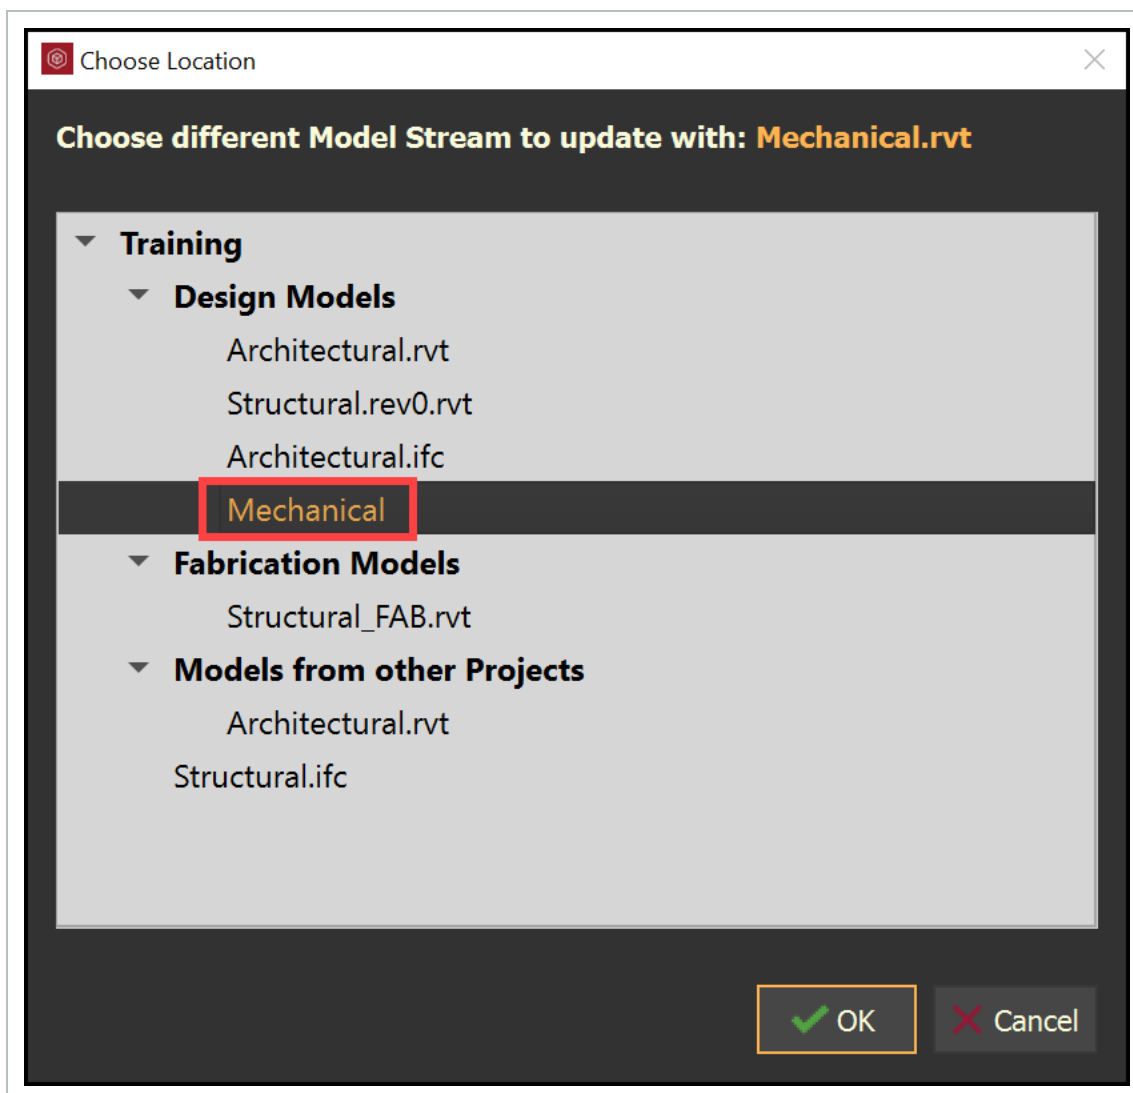 Choose Location
Choose different Model Stream to update with: Mechanical.rvt
Training
Design Models
Architectural.rvt
Structural.rev0.rvt
Architectural.ifc
Mechanical
Fabrication Models
Structural_FAB.rvt
Models from other Projects
Architectural.rvt
Structural.ifc
OK Cancel